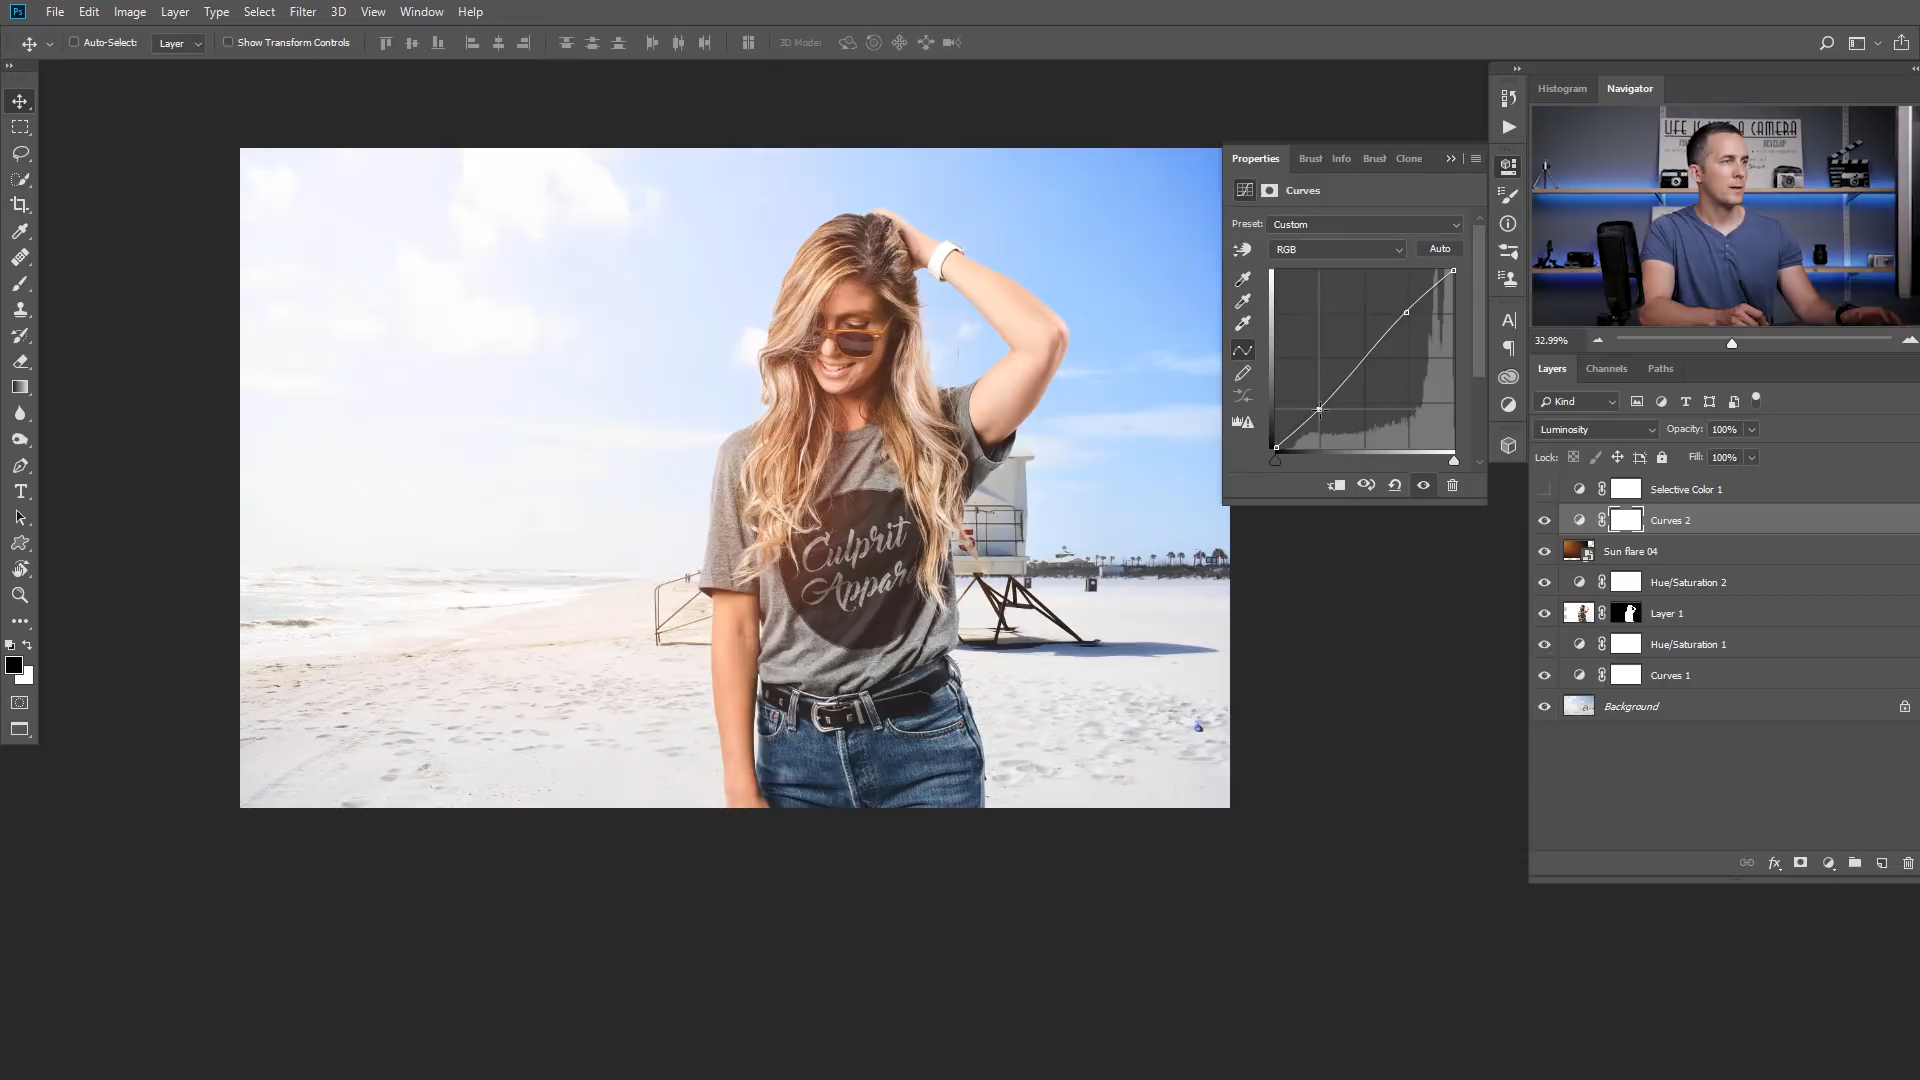 Ps File Edit Image Layer Type Select Filter 3D View Window Help
Auto-Select: Layer Show Transform Controls 3D Mode:
Histogram Navigator
LIFE IS A CAMERA
Properties Brush Info Brush Clone
Curves
Preset: Custom
RGB Auto
32.99%
Layers Channels Paths
Kind
Luminosity Opacity: 100%
Lock: Fill: 100%
Selective Color 1
Curves 2
Sun flare 04
Hue/Saturation 2
Layer 1
Hue/Saturation 1
Curves 1
Background
fx
Culprit
Appare